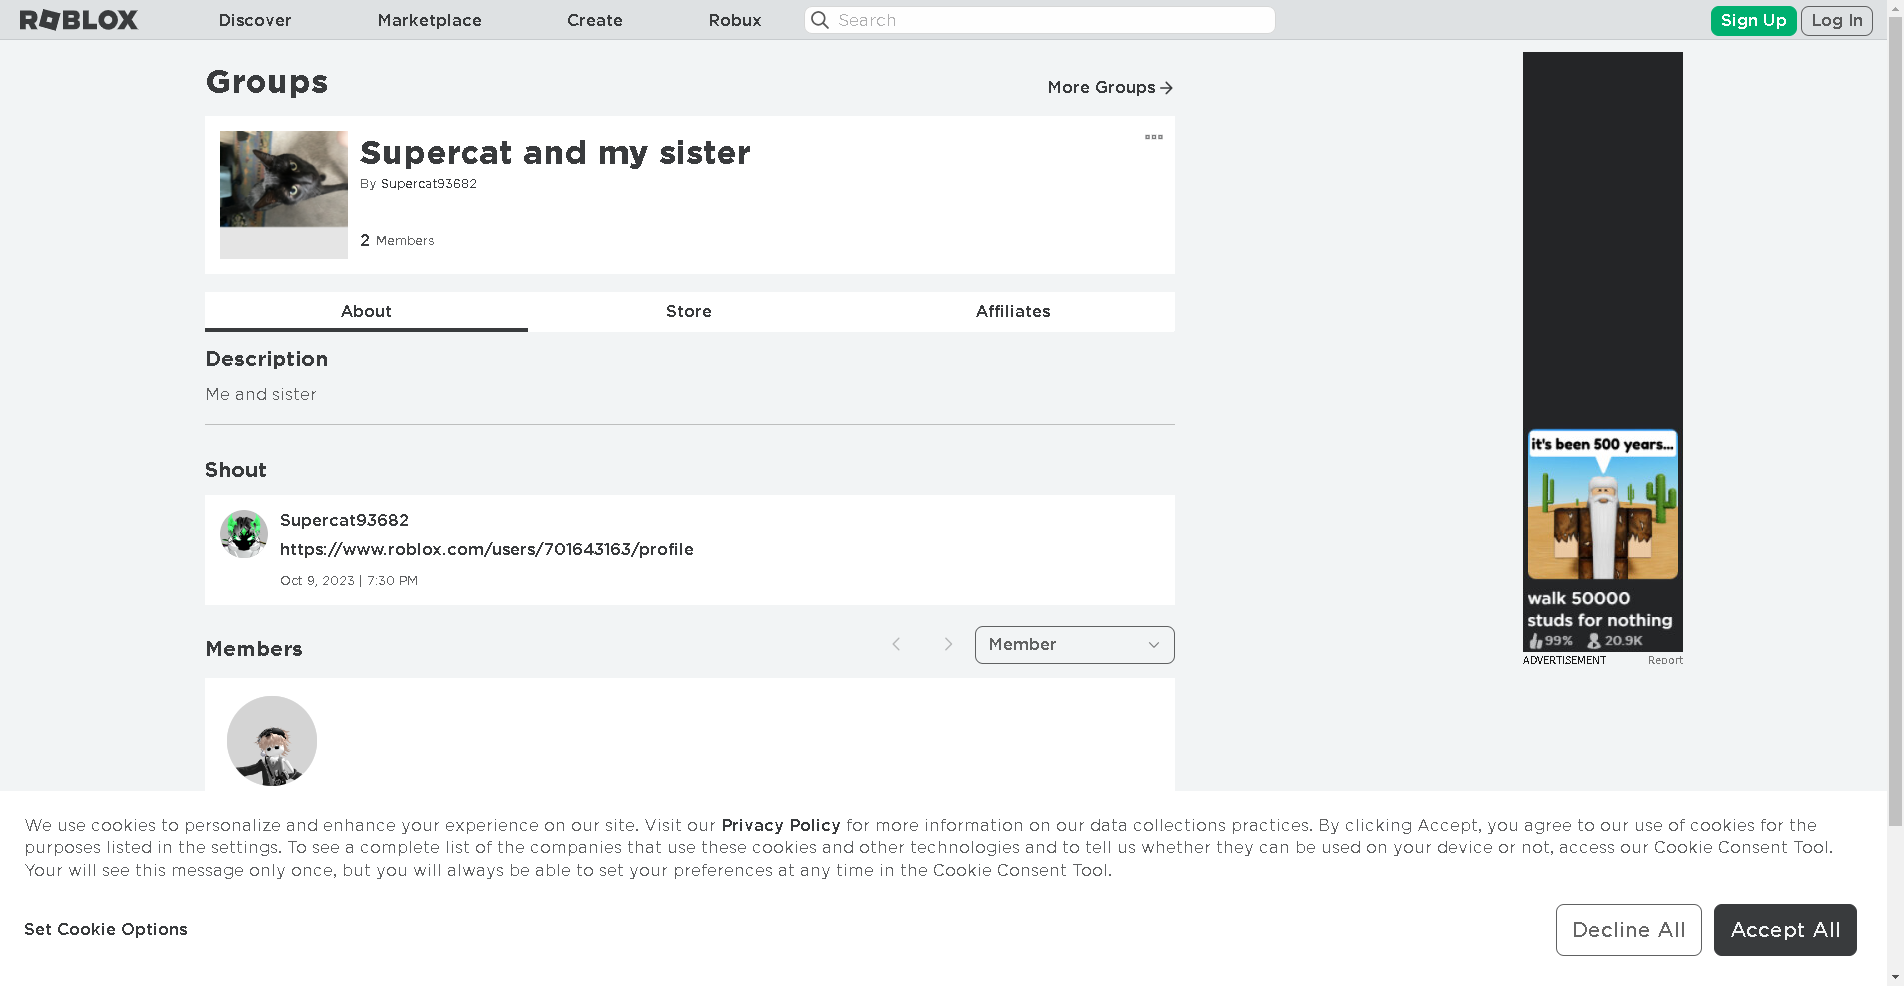 ROBLOX
Discover
Marketplace
Create
Robux
Search
Sign Up
Log In
Groups
More Groups
Supercat and my sister
By Supercat93682
2 Members
About
Store
Affiliates
Description
Me and sister
Shout
Supercat93682
https://www.roblox.com/users/701643163/profile
Oct 9, 2023 | 7:30 PM
Members
Member
it's been 500 years...
walk 50000
studs for nothing
99% 20.9K
ADVERTISEMENT
Report
We use cookies to personalize and enhance your experience on our site. Visit our Privacy Policy for more information on our data collections practices. By clicking Accept, you agree to our use of cookies for the
purposes listed in the settings. To see a complete list of the companies that use these cookies and other technologies and to tell us whether they can be used on your device or not, access our Cookie Consent Tool.
Your will see this message only once, but you will always be able to set your preferences at any time in the Cookie Consent Tool.
Set Cookie Options
Decline All
Accept All